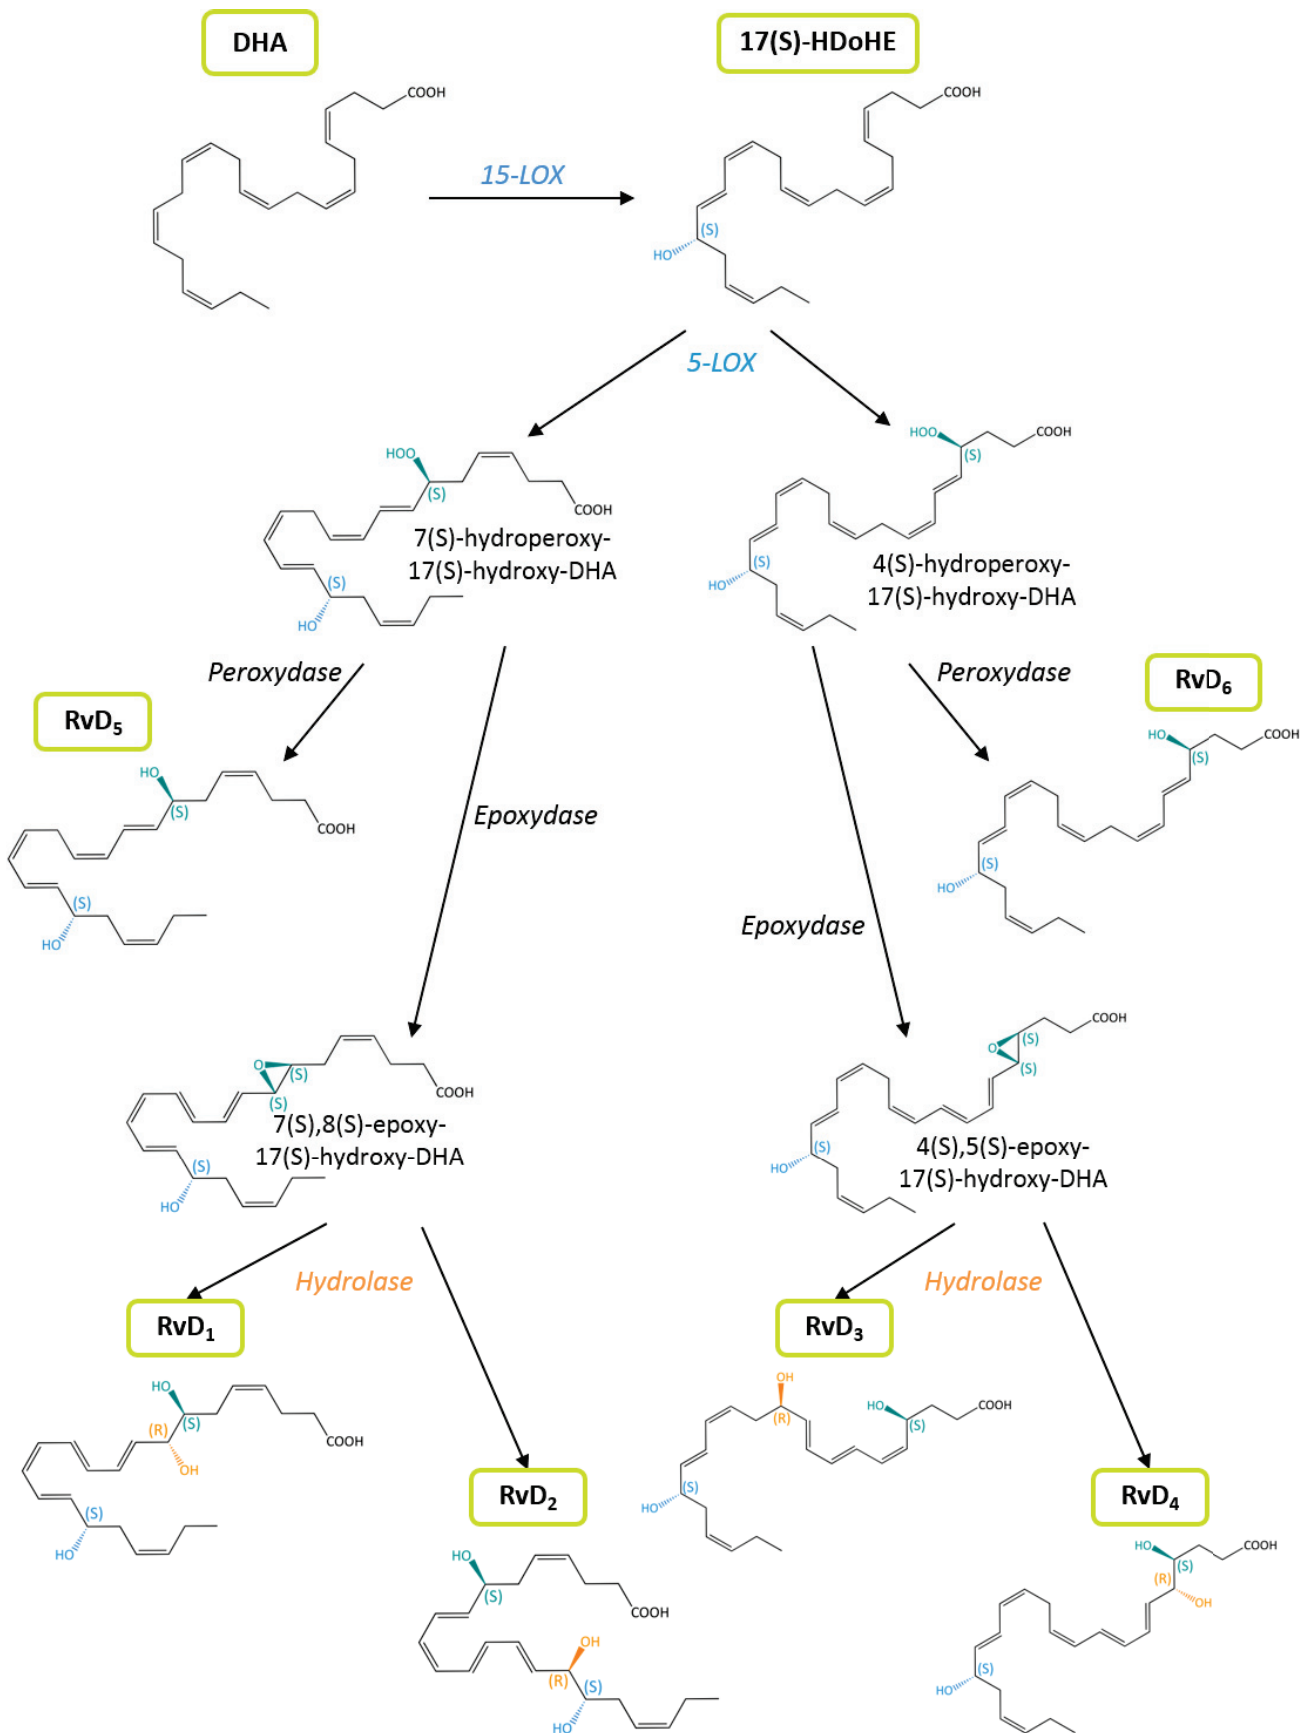 DHA
17(S)-HDoHE
COOH
COOH
15-LOX
(S)
HO
5-LOX
HOO
COOH
(S)
HOO
(S)
COOH
7(S)-hydroperoxy-
17(S)-hydroxy-DHA
(S)
HO
(S)
HO
4(S)-hydroperoxy-
17(S)-hydroxy-DHA
Peroxydase
Peroxydase
RvD6
RvD5
HO
COOH
(S)
HO
(S)
COOH
Epoxydase
(S)
HO
(S)
HO
Epoxydase
COOH
O
(S)
(S)
O
(S)
(S)
COOH
7(S),8(S)-epoxy-
17(S)-hydroxy-DHA
(S)
HO
(S)
HO
4(S),5(S)-epoxy-
17(S)-hydroxy-DHA
Hydrolase
Hydrolase
RvD1
RvD3
HO
(S)
(R)
OH
COOH
(S)
HO
OH
(R)
HO
(S)
COOH
(S)
HO
RvD2
RvD4
HO
(S)
COOH
OH
(R)
(S)
HO
HO
COOH
(S)
(R)
OH
(S)
HO